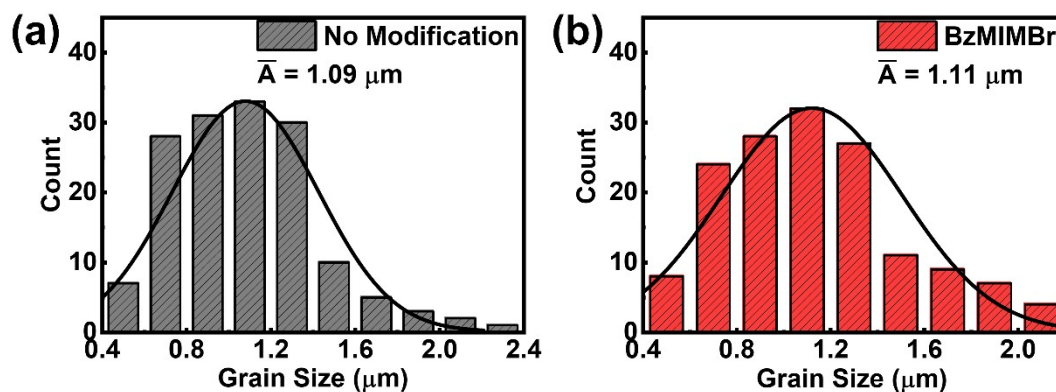 (a)
No Modification
A̅ = 1.09 μm
Count
40
30
20
10
0
0.4 0.8 1.2 1.6 2.0 2.4
Grain Size (μm)
(b)
BzMIMBr
A̅ = 1.11 μm
Count
40
30
20
10
0
0.4 0.8 1.2 1.6 2.0
Grain Size (μm)